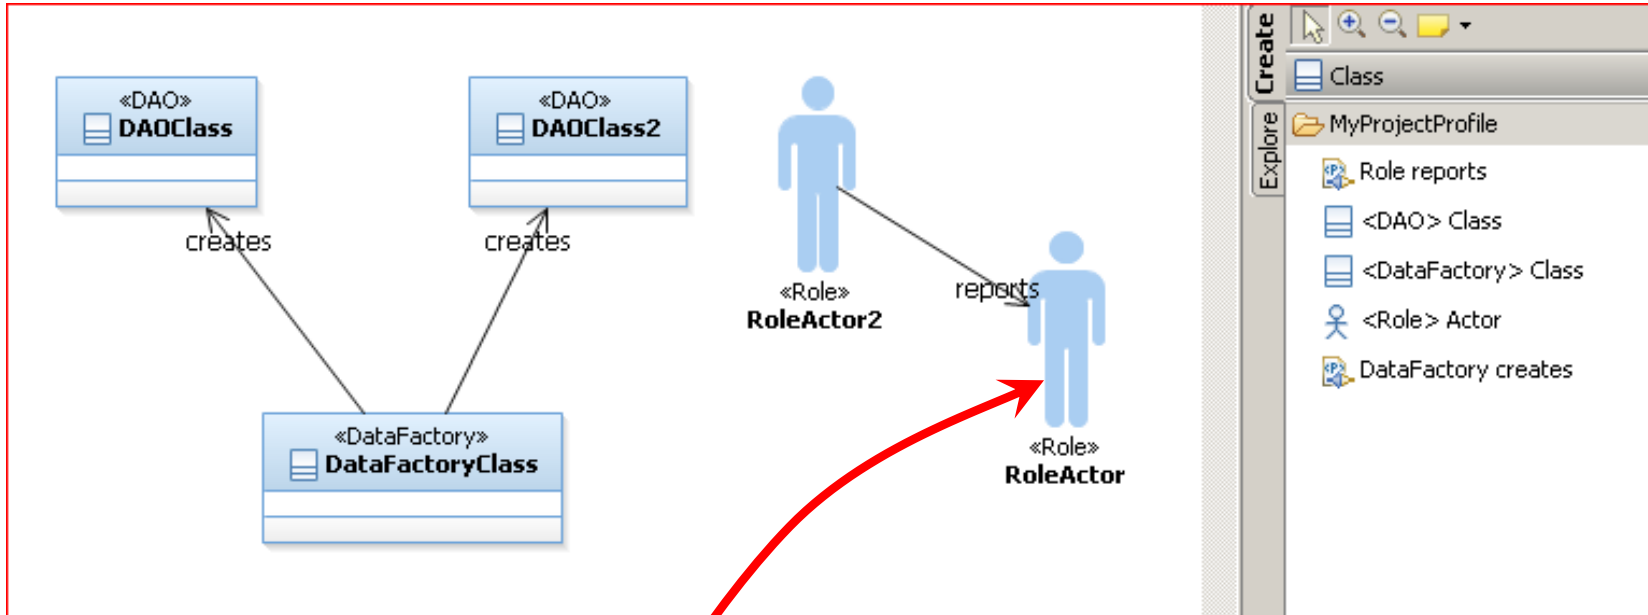 «DAO»
DAOClass
«DAO»
DAOClass2
creates
creates
«DataFactory»
DataFactoryClass
«Role»
RoleActor2
reports
«Role»
RoleActor
Create
Explore
Class
MyProjectProfile
Role reports
<DAO> Class
<DataFactory> Class
<Role> Actor
DataFactory creates